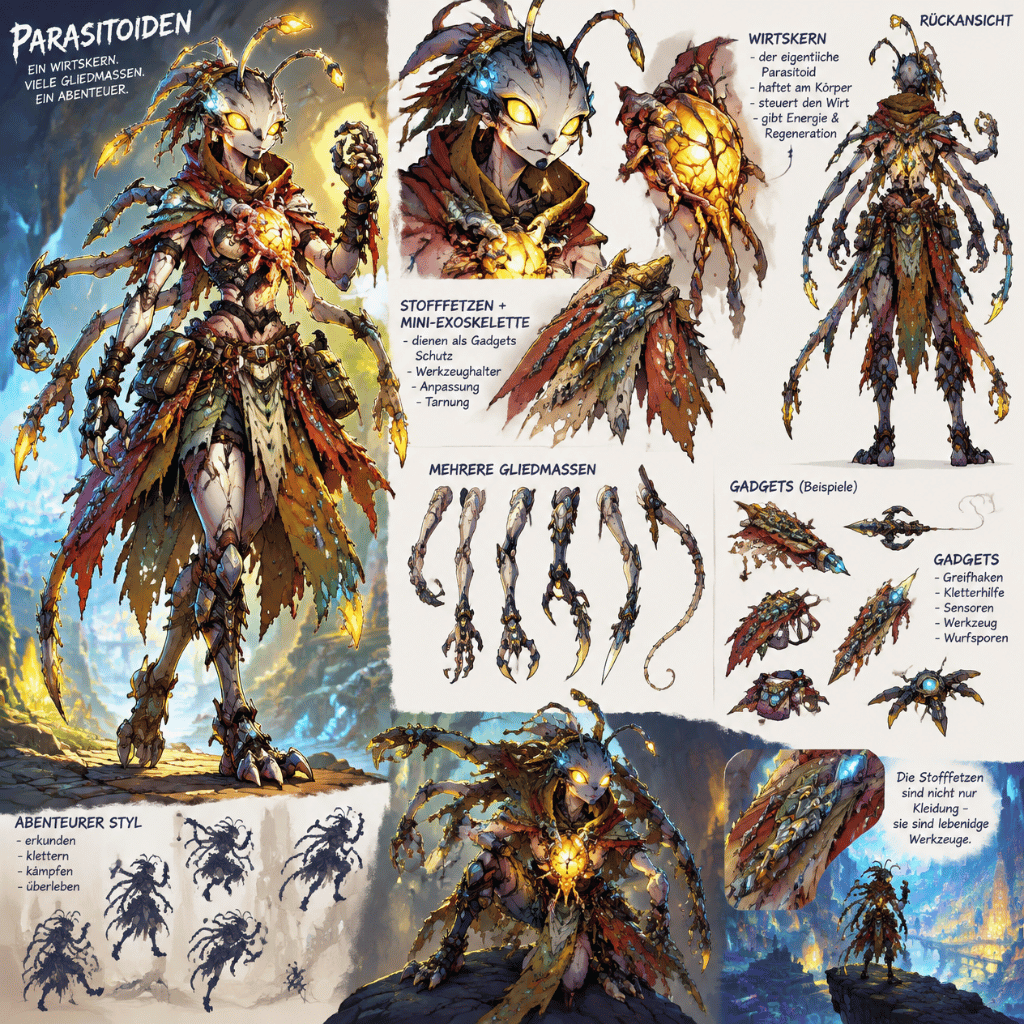 PARASITOIDEN
EIN WIRTSKERN.
VIELE GLIEDMASSEN.
EIN ABENTEUER.
WIRTSKERN
- der eigentliche
Parasitoid
- haftet am Körper
- steuert den Wirt
- gibt Energie &
Regeneration
RÜCKANSICHT
STOFFFETZEN +
MINI-EXOSKELETTE
- dienen als Gadgets
Schutz
- Werkzeughalter
- Anpassung
- Tarnung
MEHRERE GLIEDMASSEN
GADGETS (Beispiele)
GADGETS
- Greifhaken
- Kletterhilfe
- Sensoren
- Werkzeug
- Wurfsporen
ABENTEURER STYL
- erkunden
- klettern
- kämpfen
- überleben
Die Stofffetzen
sind nicht nur
Kleidung –
sie sind lebenidge
Werkzeuge.